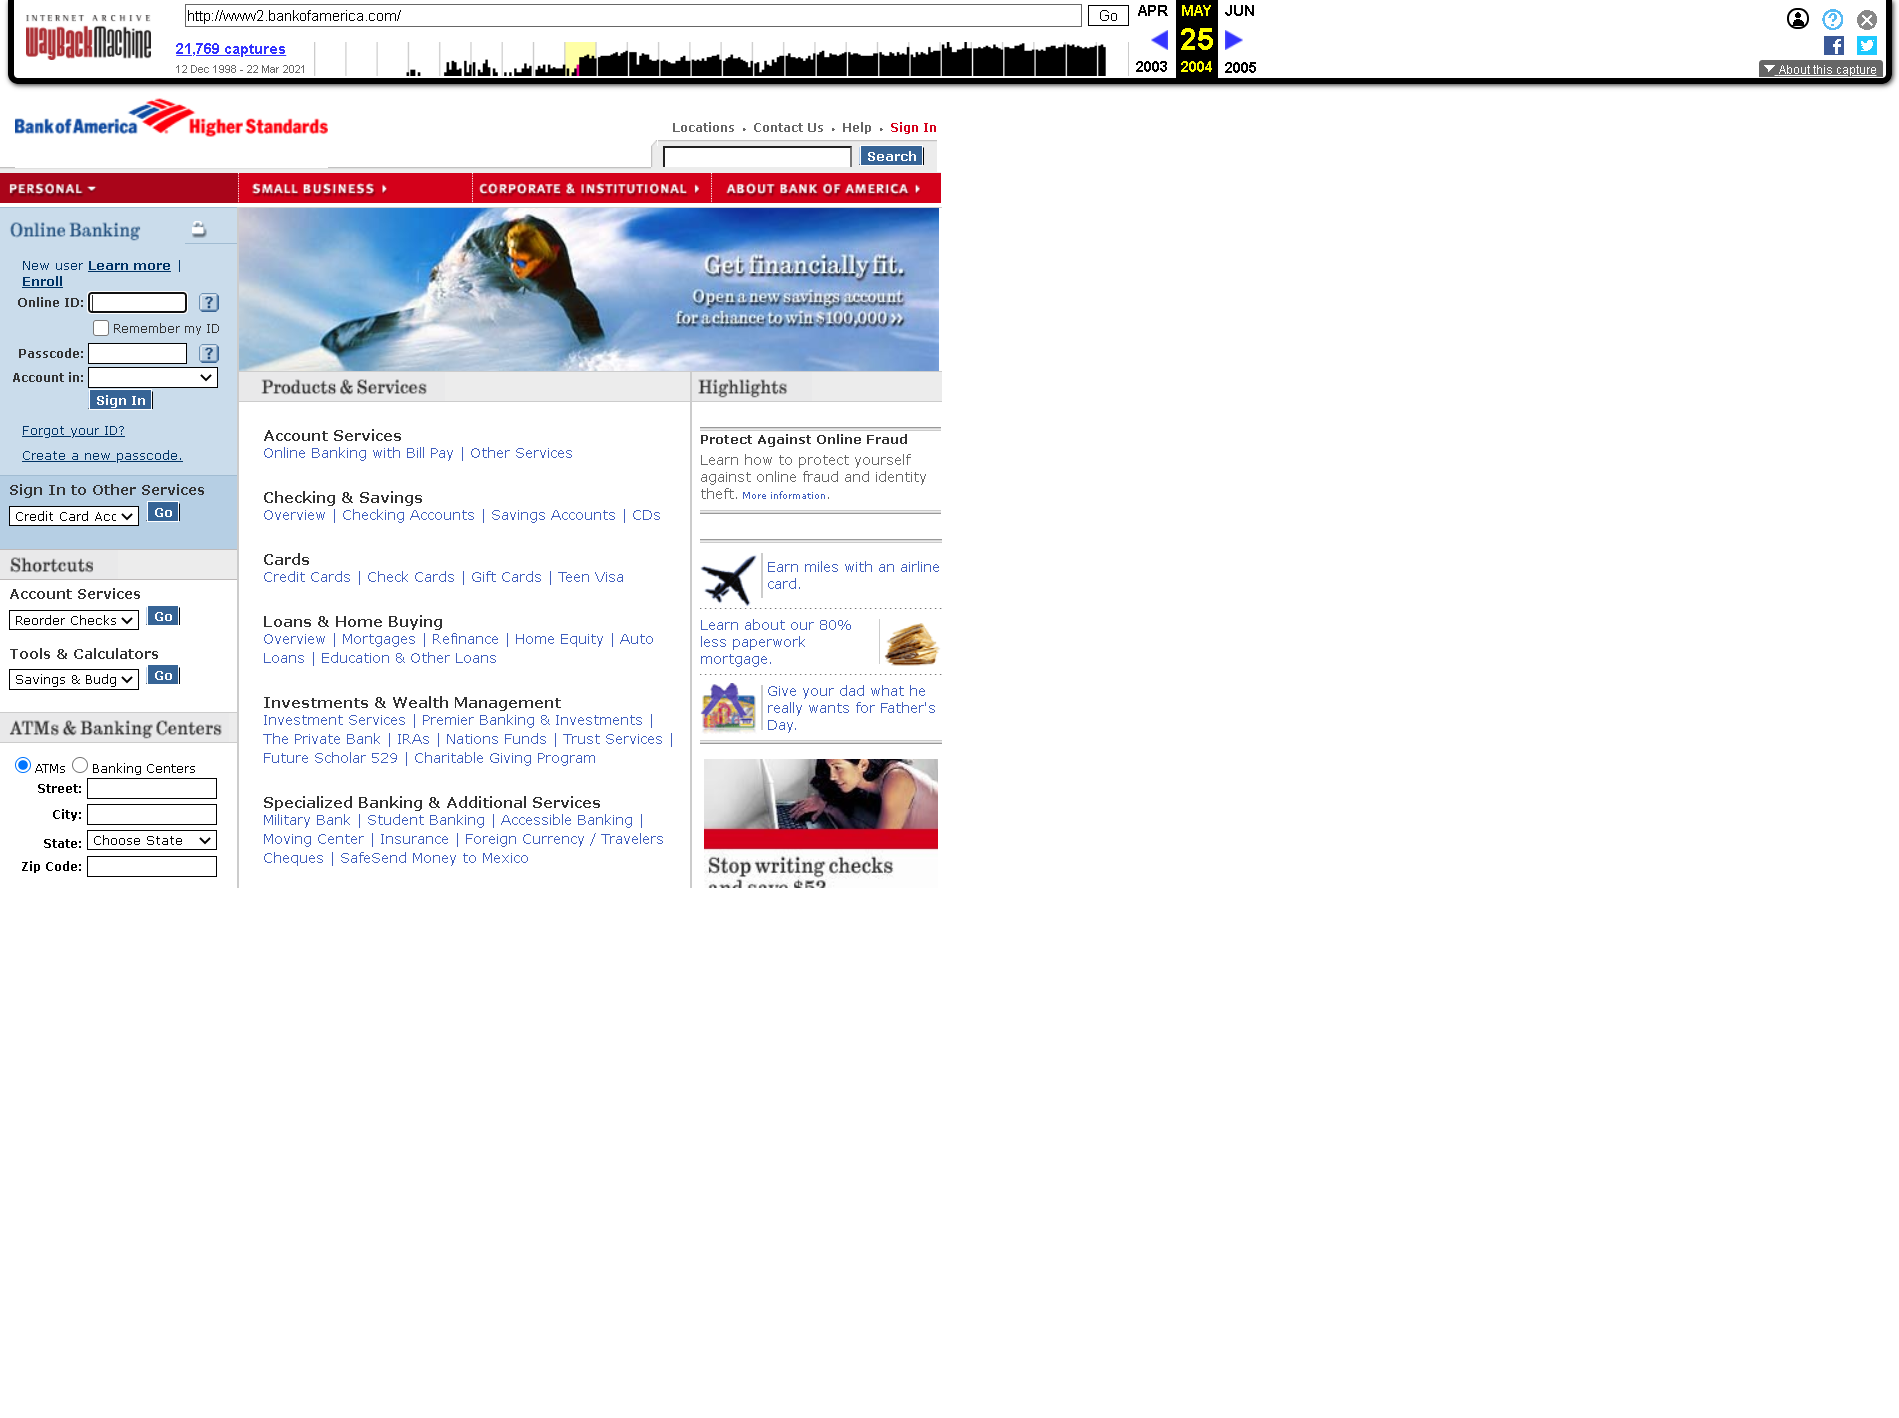 INTERNET ARCHIVE
WayBackMachine
http://www2.bankofamerica.com/
Go
APR MAY JUN
21,769 captures
25
12 Dec 1998 - 22 Mar 2021
2003 2004 2005
About this capture
Bank of America Higher Standards
Locations • Contact Us • Help • Sign In
Search
PERSONAL
SMALL BUSINESS
CORPORATE & INSTITUTIONAL
ABOUT BANK OF AMERICA
Online Banking
New user Learn more |
Enroll
Online ID:
?
Remember my ID
Passcode:
?
Account in:
Sign In
Forgot your ID?
Create a new passcode.
Sign In to Other Services
Credit Card Acc
Go
Shortcuts
Account Services
Reorder Checks
Go
Tools & Calculators
Savings & Budg
Go
ATMs & Banking Centers
ATMs Banking Centers
Street:
City:
State: Choose State
Zip Code:
Get financially fit.
Open a new savings account
for a chance to win $100,000 »
Products & Services
Account Services
Online Banking with Bill Pay | Other Services
Checking & Savings
Overview | Checking Accounts | Savings Accounts | CDs
Cards
Credit Cards | Check Cards | Gift Cards | Teen Visa
Loans & Home Buying
Overview | Mortgages | Refinance | Home Equity | Auto
Loans | Education & Other Loans
Investments & Wealth Management
Investment Services | Premier Banking & Investments |
The Private Bank | IRAs | Nations Funds | Trust Services |
Future Scholar 529 | Charitable Giving Program
Specialized Banking & Additional Services
Military Bank | Student Banking | Accessible Banking |
Moving Center | Insurance | Foreign Currency / Travelers
Cheques | SafeSend Money to Mexico
Highlights
Protect Against Online Fraud
Learn how to protect yourself
against online fraud and identity
theft. More information.
Earn miles with an airline
card.
Learn about our 80%
less paperwork
mortgage.
Give your dad what he
really wants for Father's
Day.
Stop writing checks
and save $52